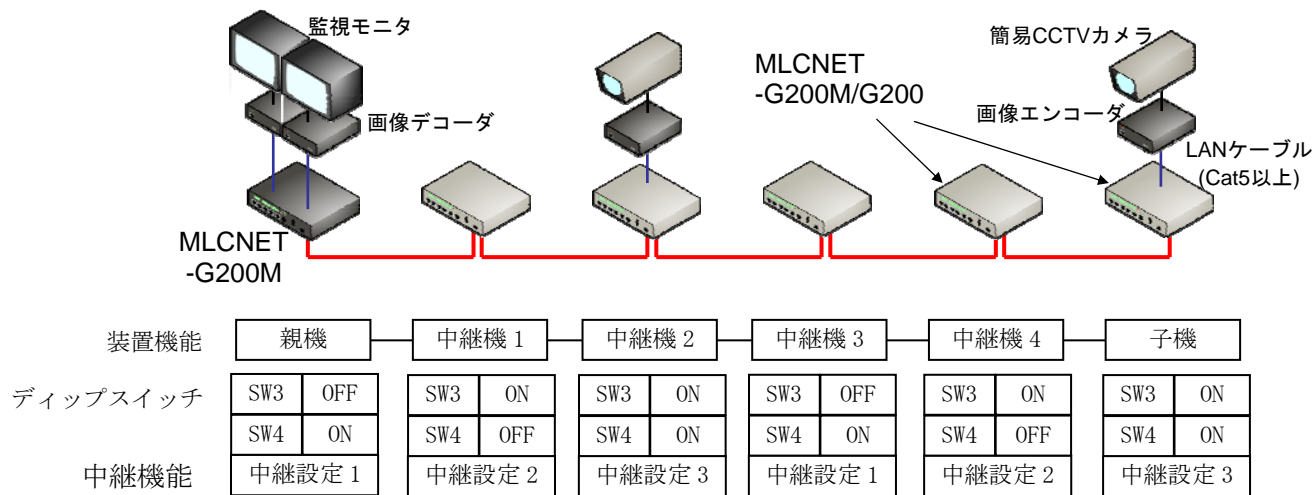 監視モニタ
画像デコーダ
MLCNET
-G200M
MLCNET
-G200M/G200
簡易CCTVカメラ
画像エンコーダ
LANケーブル
(Cat5以上)
装置機能 親機 中継機1 中継機2 中継機3 中継機4 子機
ディップスイッチ SW3 OFF SW3 ON SW3 ON SW3 OFF SW3 ON SW3 ON
SW4 ON SW4 OFF SW4 ON SW4 ON SW4 OFF SW4 ON
中継機能 中継設定1 中継設定2 中継設定3 中継設定1 中継設定2 中継設定3